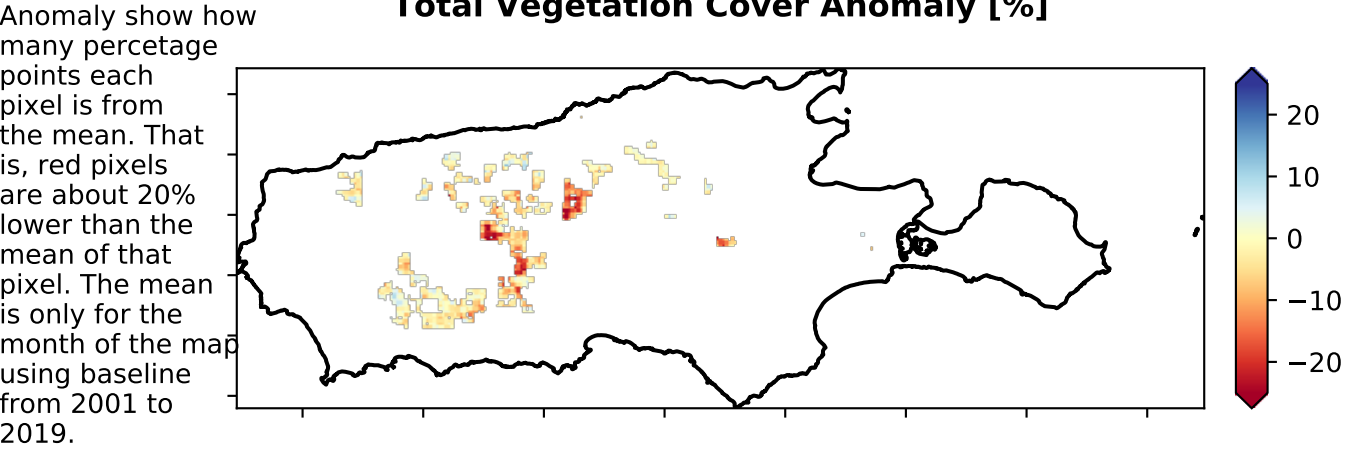 Total Vegetation Cover Anomaly [%]
Anomaly show how
many percetage
points each
pixel is from
the mean. That
is, red pixels
are about 20%
lower than the
mean of that
pixel. The mean
is only for the
month of the map
using baseline
from 2001 to
2019.
20
10
0
−10
−20